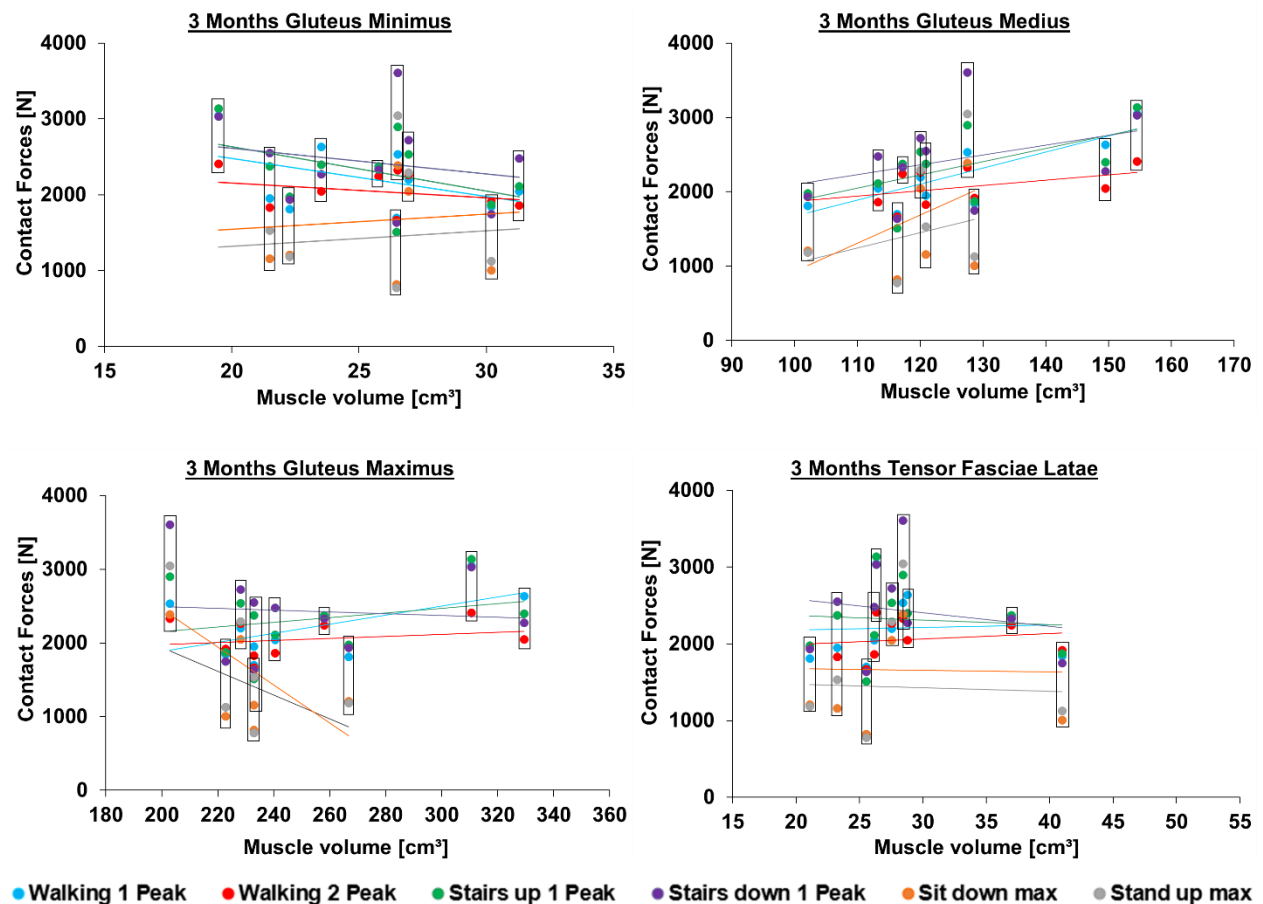 3 Months Gluteus Minimus
Contact Forces [N]
4000
3000
2000
1000
0
15 20 25 30 35
Muscle volume [cm³]
3 Months Gluteus Medius
Contact Forces [N]
4000
3000
2000
1000
0
90 100 110 120 130 140 150 160 170
Muscle volume [cm³]
3 Months Gluteus Maximus
Contact Forces [N]
4000
3000
2000
1000
0
180 200 220 240 260 280 300 320 340 360
Muscle volume [cm³]
3 Months Tensor Fasciae Latae
Contact Forces [N]
4000
3000
2000
1000
0
15 20 25 30 35 40 45 50 55
Muscle volume [cm³]
Walking 1 Peak Walking 2 Peak Stairs up 1 Peak Stairs down 1 Peak Sit down max Stand up max